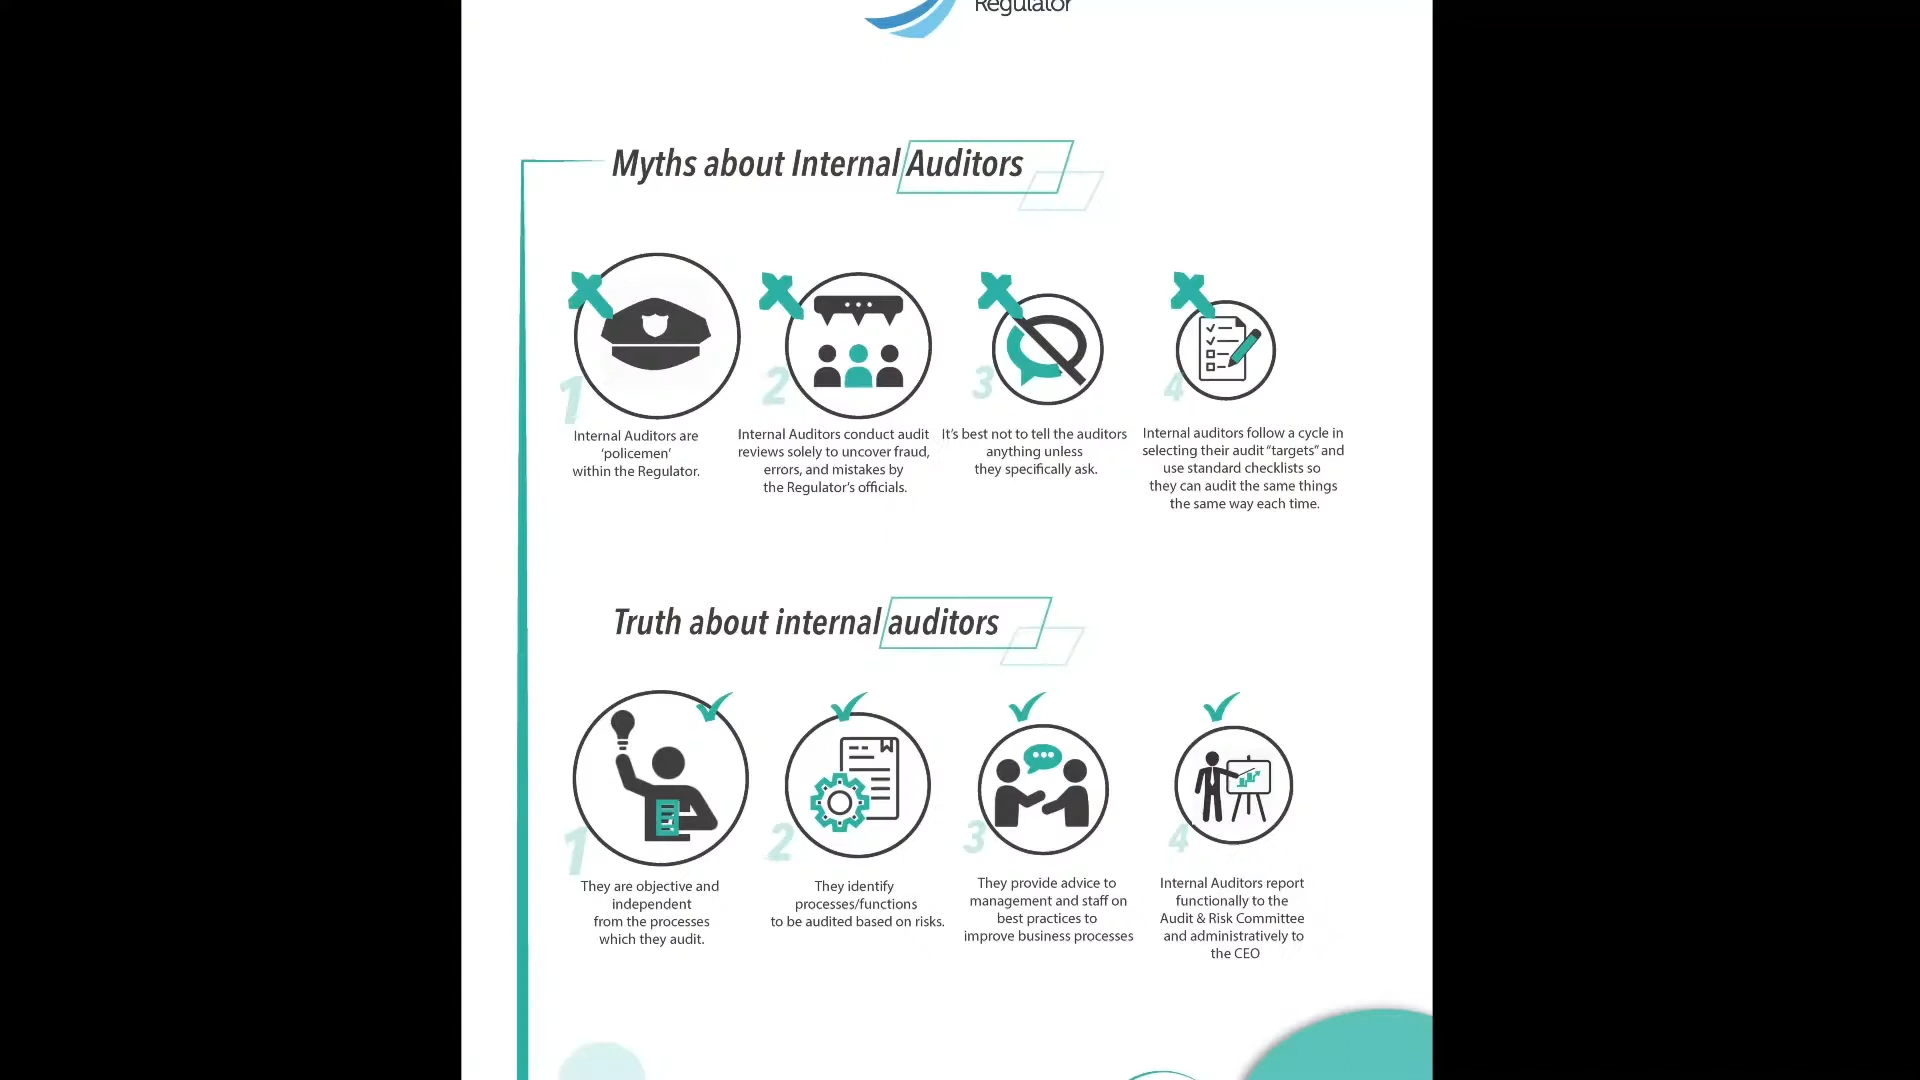 Regulator
Myths about Internal Auditors
1
Internal Auditors are
‘policemen’
within the Regulator.
2
Internal Auditors conduct audit
reviews solely to uncover fraud,
errors, and mistakes by
the Regulator’s officials.
3
It’s best not to tell the auditors
anything unless
they specifically ask.
4
Internal auditors follow a cycle in
selecting their audit “targets” and
use standard checklists so
they can audit the same things
the same way each time.
Truth about internal auditors
1
They are objective and
independent
from the processes
which they audit.
2
They identify
processes/functions
to be audited based on risks.
3
They provide advice to
management and staff on
best practices to
improve business processes
4
Internal Auditors report
functionally to the
Audit & Risk Committee
and administratively to
the CEO